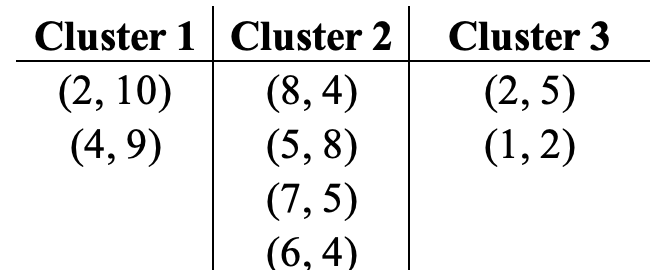 Cluster 1 Cluster 2 Cluster 3
(2, 10) (8, 4) (2, 5)
(4, 9) (5, 8) (1, 2)
(7, 5)
(6, 4)